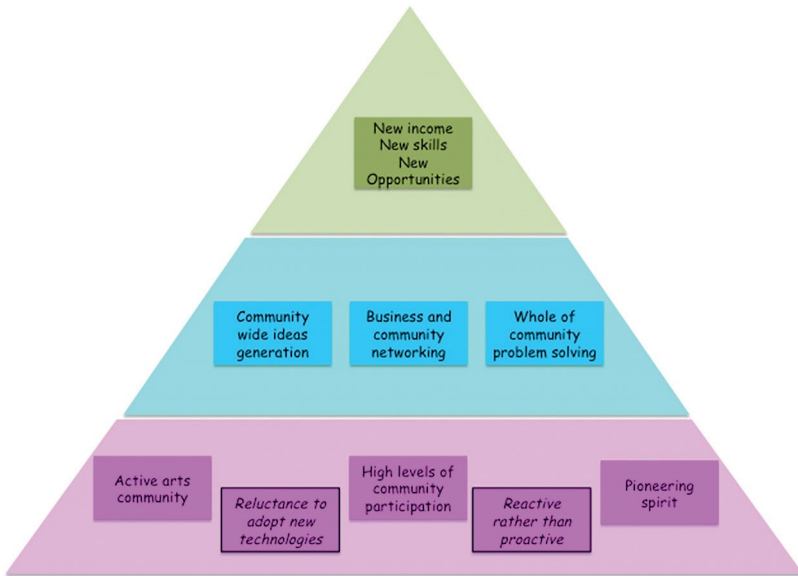 New income
New skills
New
Opportunities
Community
wide ideas
generation
Business and
community
networking
Whole of
community
problem solving
Active arts
community
Reluctance to
adopt new
technologies
High levels of
community
participation
Reactive
rather than
proactive
Pioneering
spirit